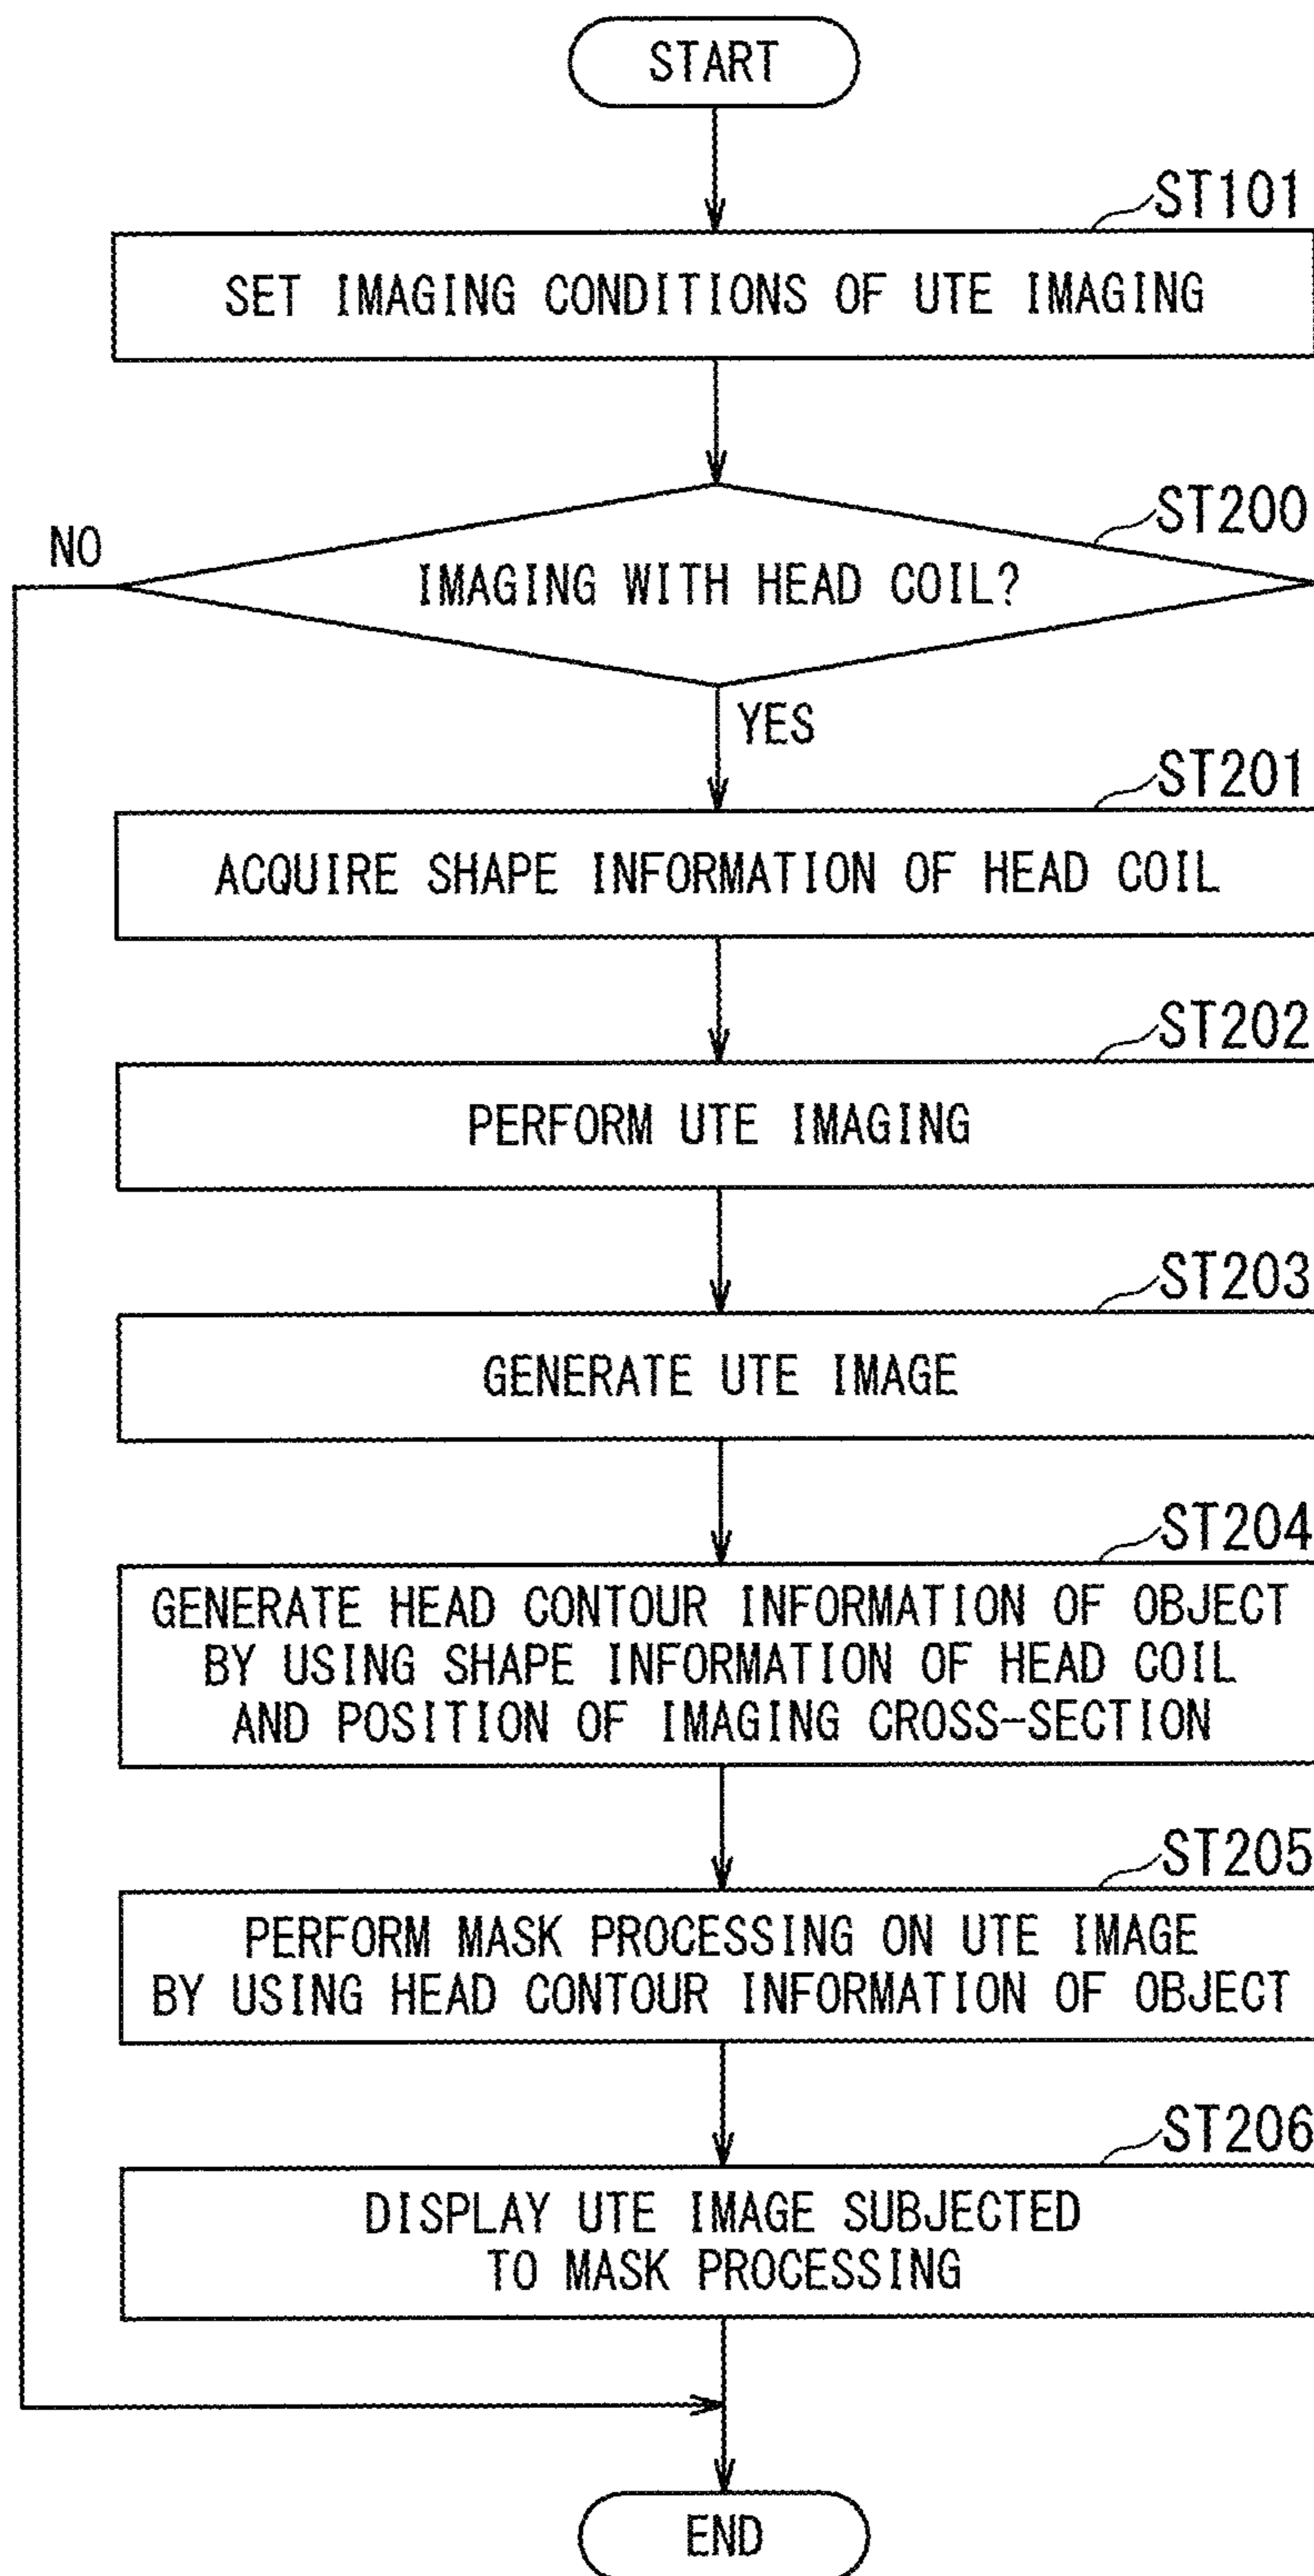 START
ST101
SET IMAGING CONDITIONS OF UTE IMAGING
ST200
NO
IMAGING WITH HEAD COIL?
YES
ST201
ACQUIRE SHAPE INFORMATION OF HEAD COIL
ST202
PERFORM UTE IMAGING
ST203
GENERATE UTE IMAGE
ST204
GENERATE HEAD CONTOUR INFORMATION OF OBJECT
BY USING SHAPE INFORMATION OF HEAD COIL
AND POSITION OF IMAGING CROSS-SECTION
ST205
PERFORM MASK PROCESSING ON UTE IMAGE
BY USING HEAD CONTOUR INFORMATION OF OBJECT
ST206
DISPLAY UTE IMAGE SUBJECTED
TO MASK PROCESSING
END